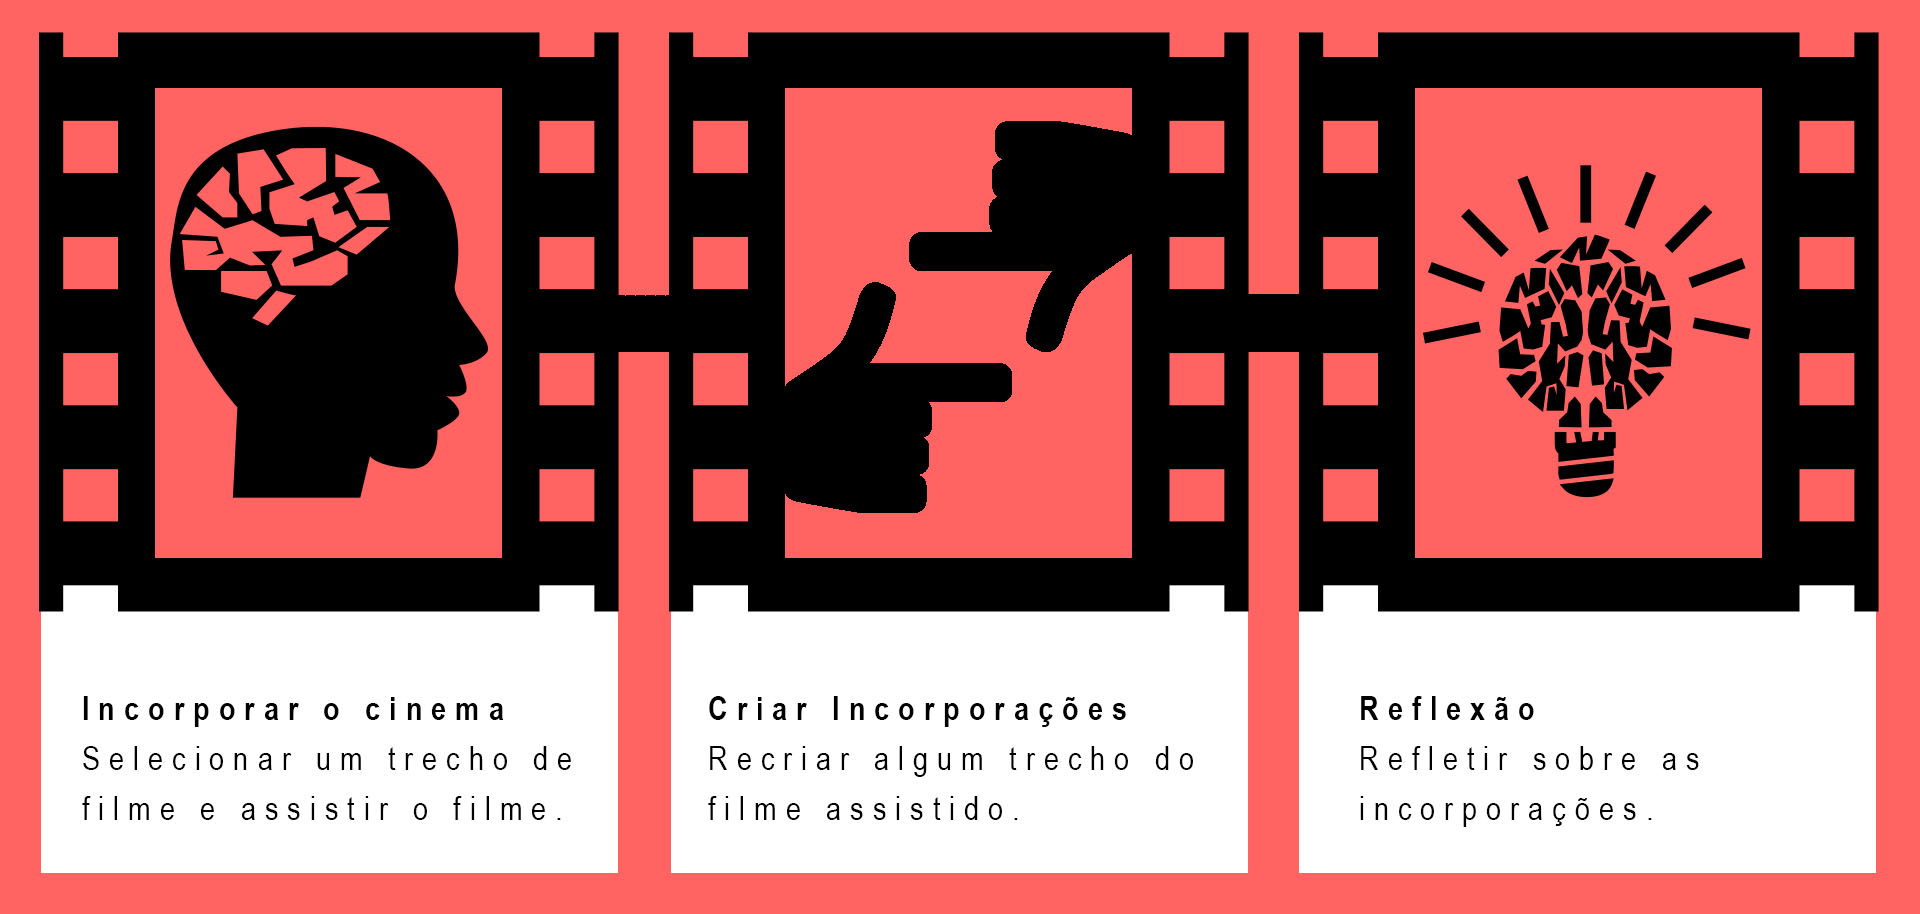 Incorporar o cinema
Selecionar um trecho de
filme e assistir o filme.
Criar Incorporações
Recriar algum trecho do
filme assistido.
Reflexão
Refletir sobre as
incorporações.